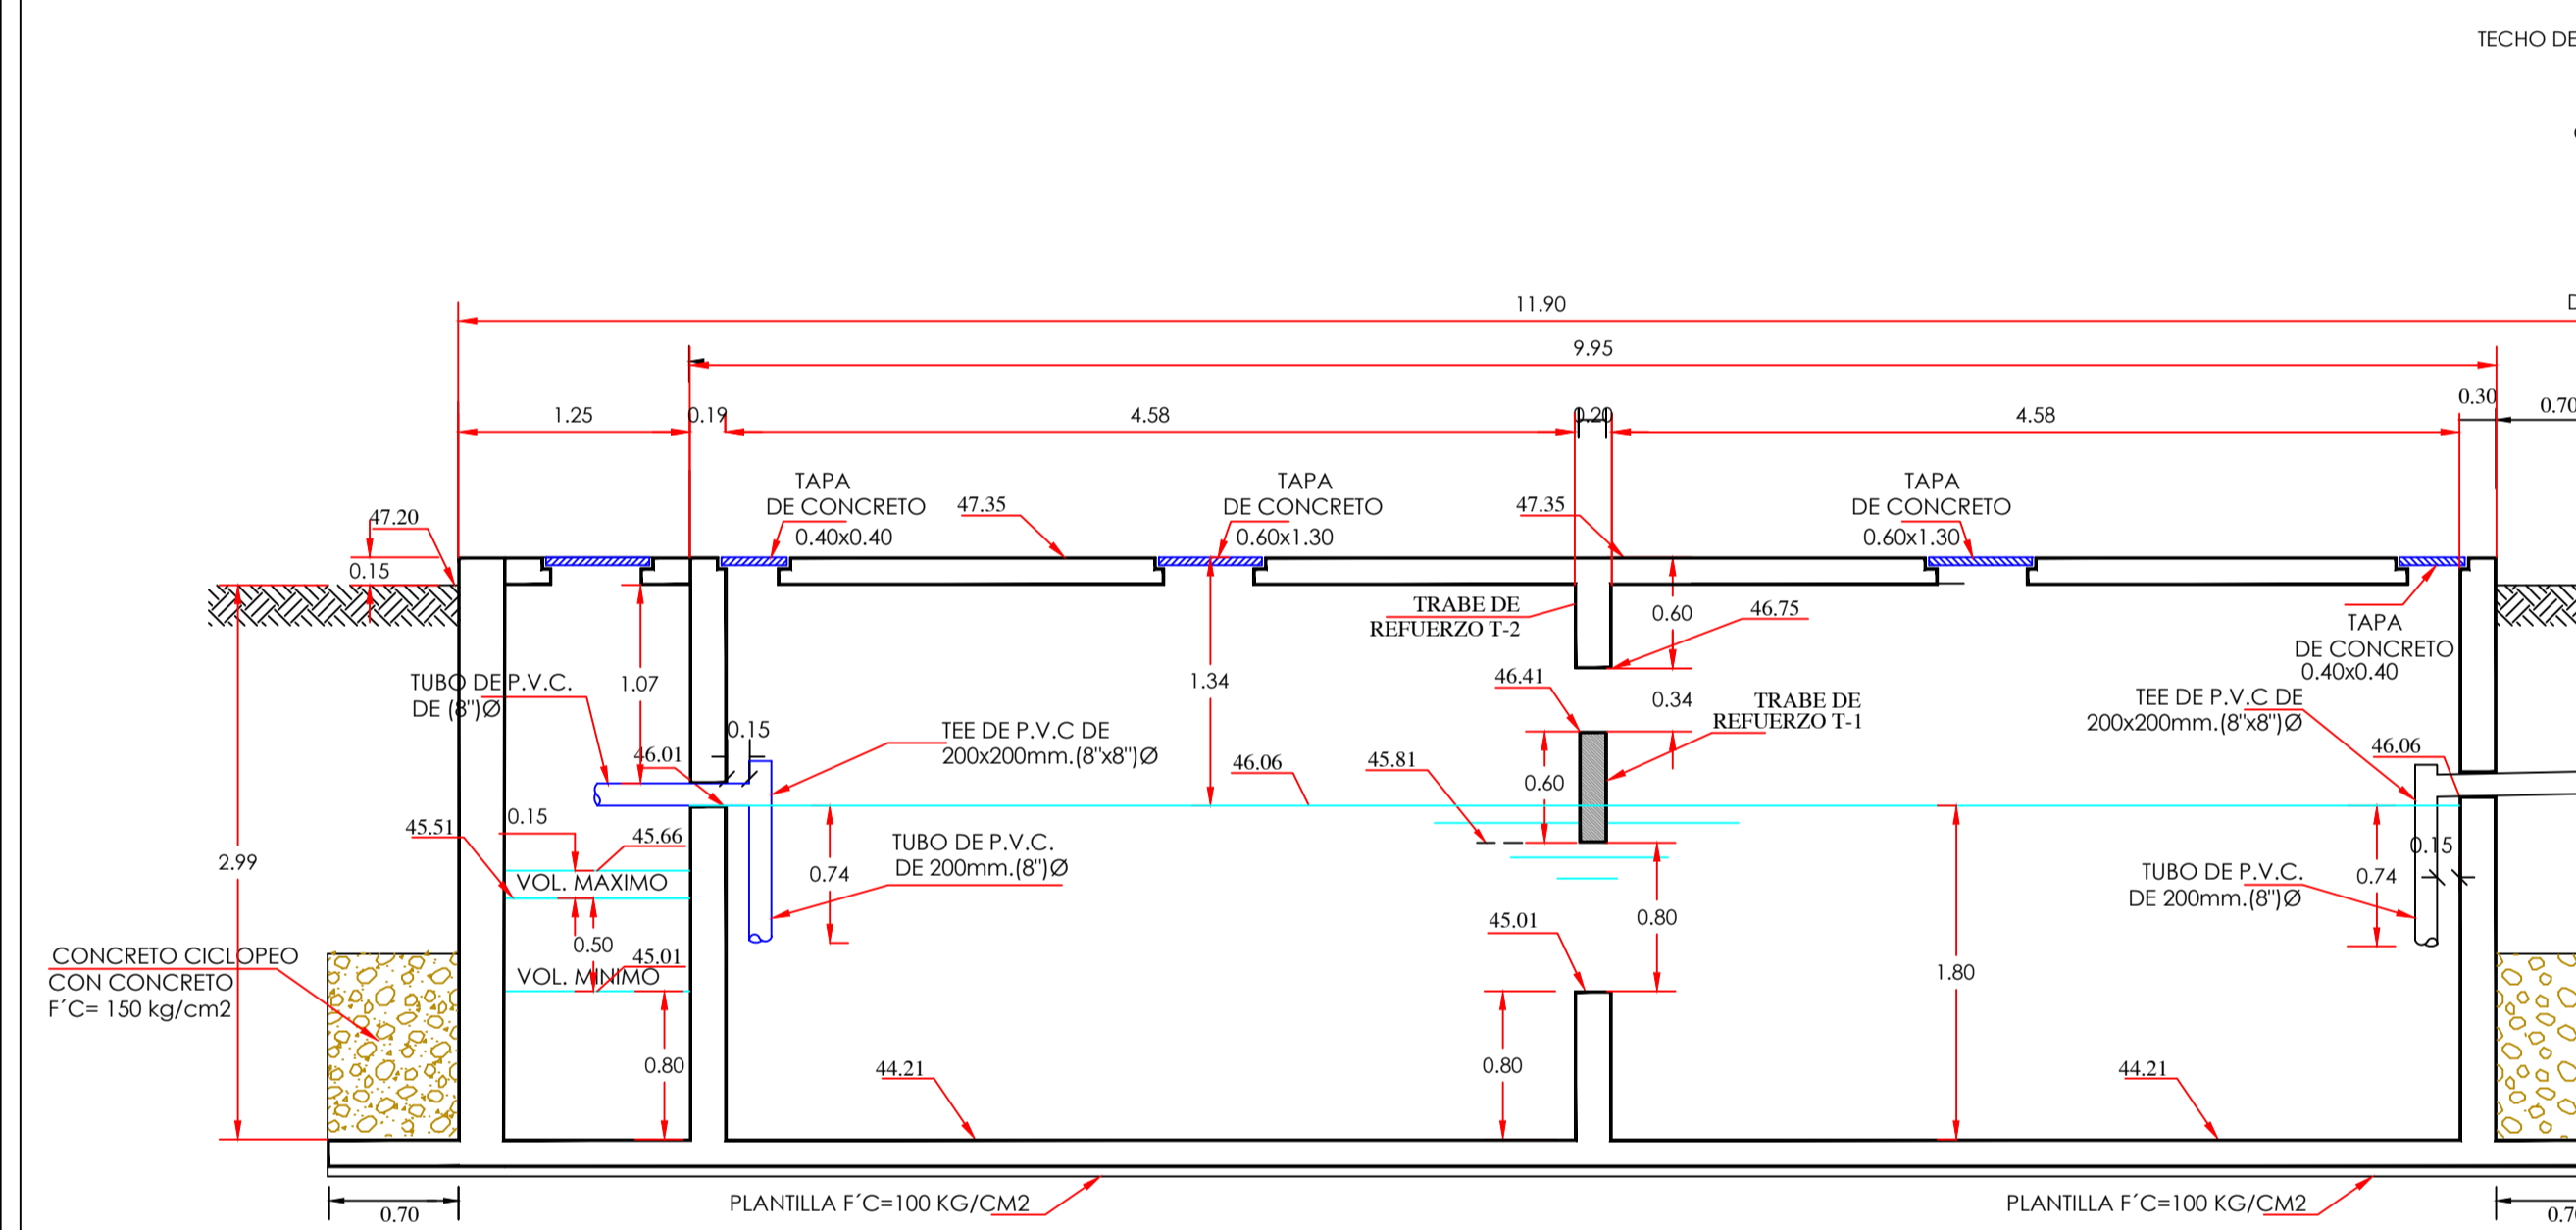 TECHO DE
11.90
9.95
0.30
0.70
1.25
0.19
4.58
0.20
4.58
TAPA
DE CONCRETO
0.40x0.40
47.35
TAPA
DE CONCRETO
0.60x1.30
47.35
TAPA
DE CONCRETO
0.60x1.30
47.20
0.15
TRABE DE
REFUERZO T-2
0.60
46.75
TAPA
DE CONCRETO
0.40x0.40
TUBO DE P.V.C.
DE (8")Ø
1.07
1.34
46.41
0.34
TRABE DE
REFUERZO T-1
TEE DE P.V.C DE
200x200mm.(8"x8")Ø
0.15
46.01
TEE DE P.V.C DE
200x200mm.(8"x8")Ø
46.06
45.81
0.60
46.06
0.15
45.51
45.66
TUBO DE P.V.C.
DE 200mm.(8")Ø
0.74
0.15
TUBO DE P.V.C.
DE 200mm.(8")Ø
0.74
2.99
VOL. MAXIMO
0.50
VOL. MINIMO
45.01
45.01
0.80
1.80
CONCRETO CICLOPEO
CON CONCRETO
F´C= 150 kg/cm2
0.80
44.21
0.80
44.21
0.70
PLANTILLA F´C=100 KG/CM2
PLANTILLA F´C=100 KG/CM2